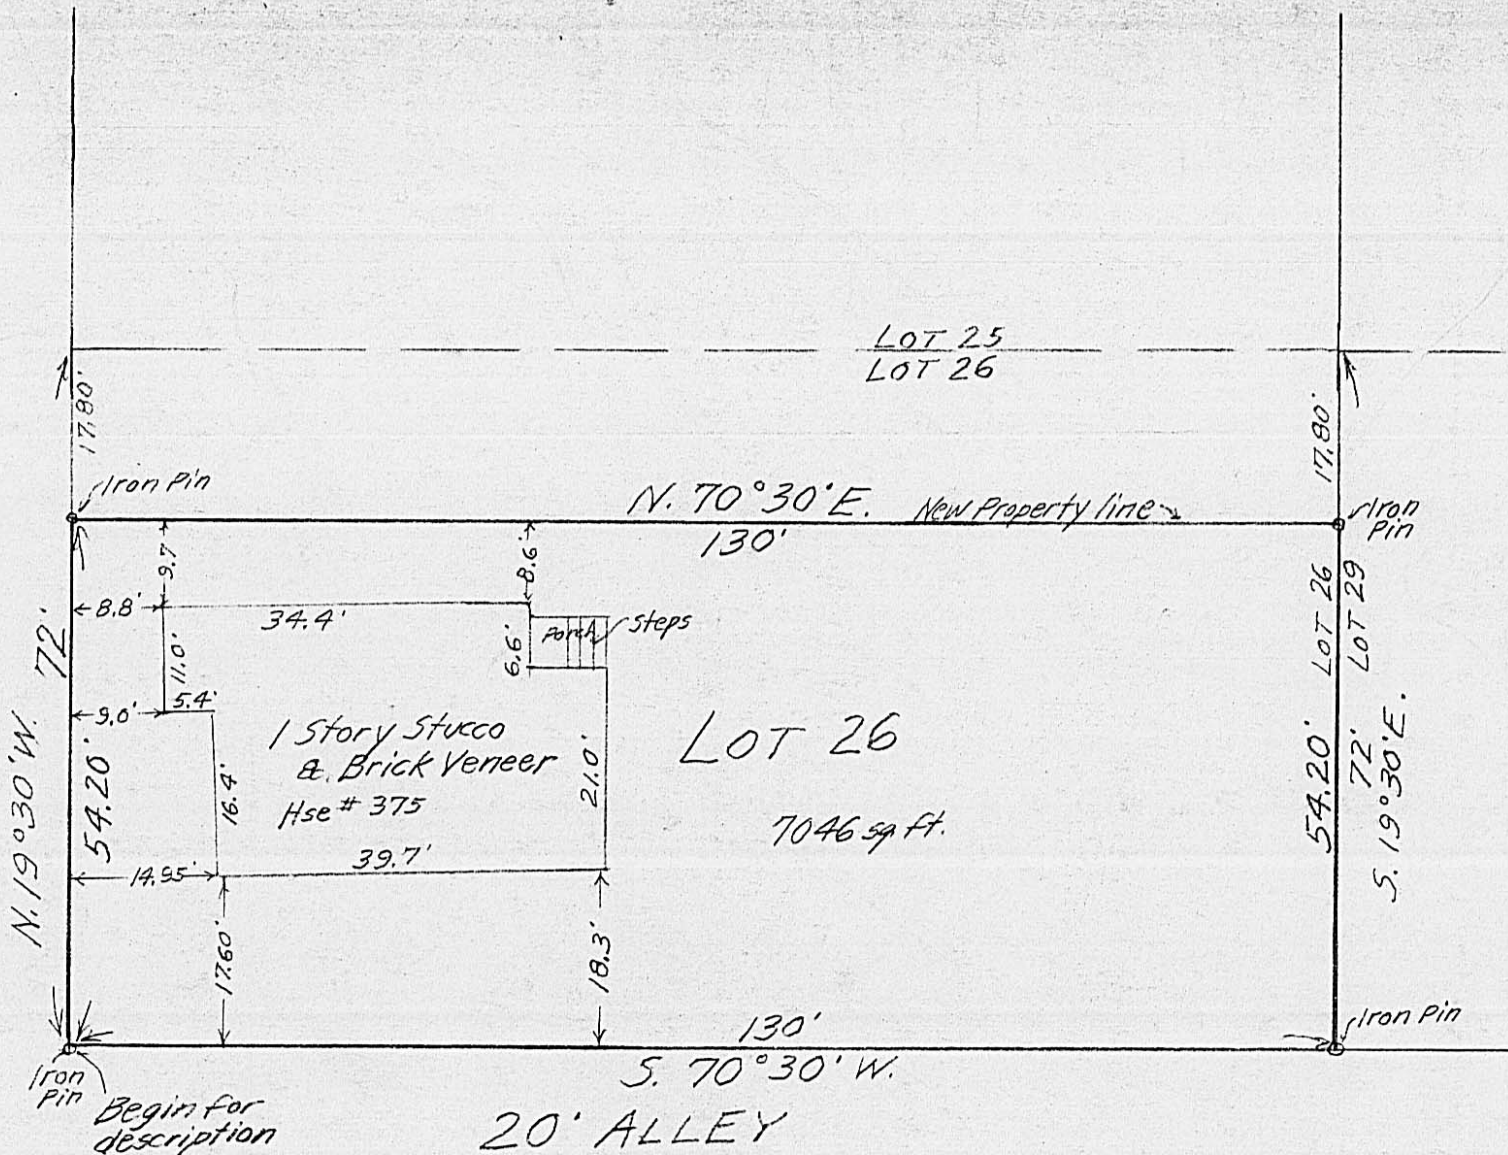 LOT 25
LOT 26
17.80'
17.80'
Iron Pin
N. 70°30'E.
New Property line
Iron
Pin
130'
9.7
8.6'
8.8'
34.4'
Porch
steps
6.6'
11.0'
72'
5.4'
9.0'
1 Story Stucco
& Brick Veneer
Hse # 375
16.4'
21.0'
39.7'
14.95'
LOT 26
7046 sq ft.
LOT 26
LOT 29
54.20'
72'
S. 19°30'E.
54.20'
N. 19°30'W.
17.60'
18.3'
130'
S. 70°30' W.
Iron Pin
Iron
Pin
Begin for
description
20' ALLEY